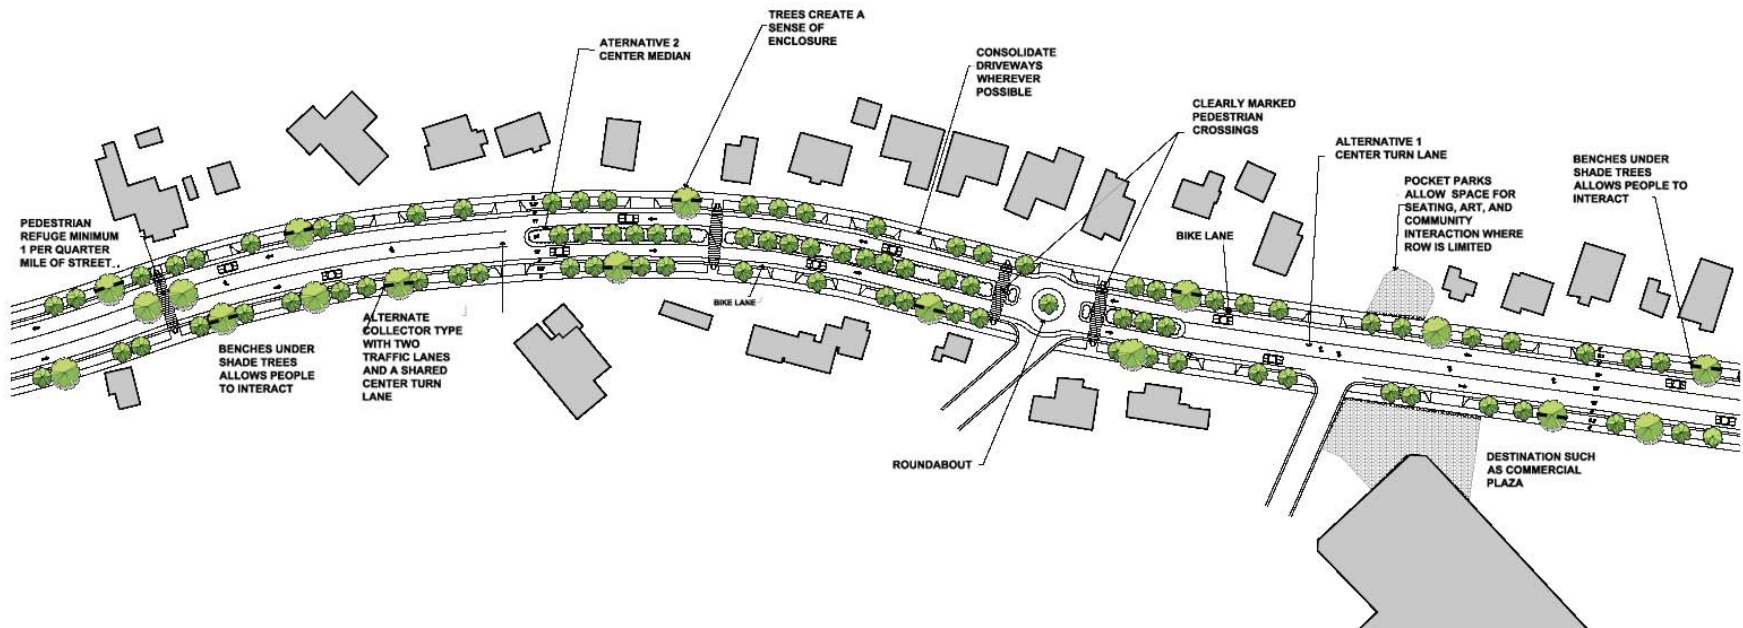 TREES CREATE A
SENSE OF
ENCLOSURE
ATERNATIVE 2
CENTER MEDIAN
CONSOLIDATE
DRIVEWAYS
WHEREVER
POSSIBLE
CLEARLY MARKED
PEDESTRIAN
CROSSINGS
ALTERNATIVE 1
CENTER TURN LANE
BENCHES UNDER
SHADE TREES
ALLOWS PEOPLE TO
INTERACT
POCKET PARKS
ALLOW SPACE FOR
SEATING, ART, AND
COMMUNITY
INTERACTION WHERE
ROW IS LIMITED
PEDESTRIAN
REFUGE MINIMUM
1 PER QUARTER
MILE OF STREET..
BIKE LANE
BIKE LANE
ALTERNATE
COLLECTOR TYPE
WITH TWO
TRAFFIC LANES
AND A SHARED
CENTER TURN
LANE
BENCHES UNDER
SHADE TREES
ALLOWS PEOPLE
TO INTERACT
ROUNDABOUT
DESTINATION SUCH
AS COMMERCIAL
PLAZA